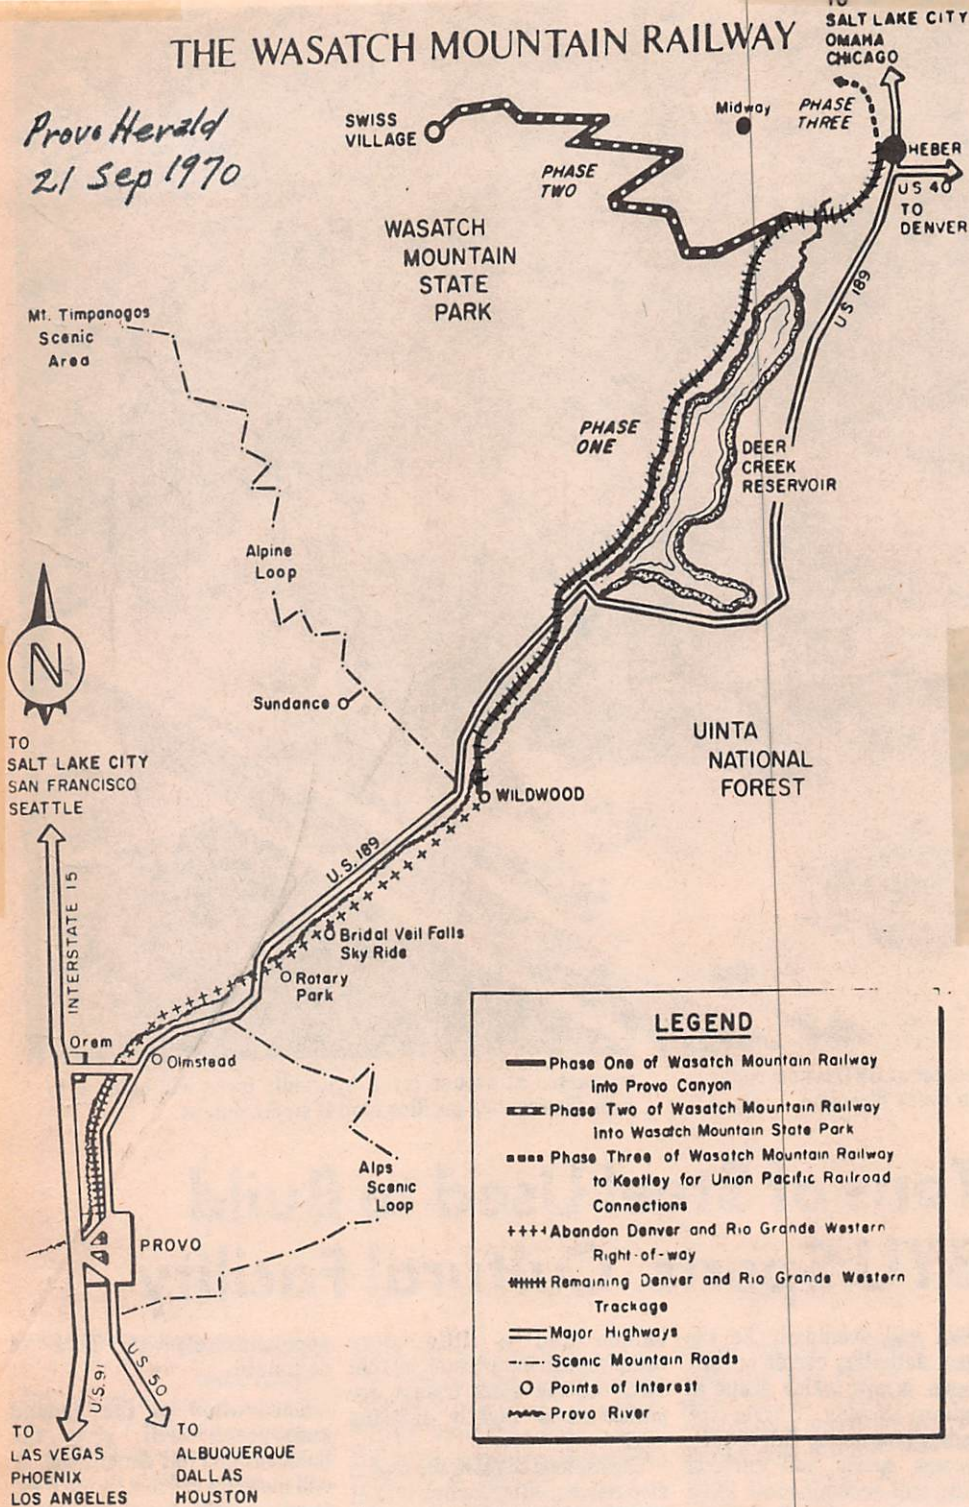 THE WASATCH MOUNTAIN RAILWAY
TO
SALT LAKE CITY
OMAHA
CHICAGO
Provo Herald
21 Sep 1970
SWISS
VILLAGE
Midway
PHASE
THREE
HEBER
US 40
TO
DENVER
PHASE
TWO
WASATCH
MOUNTAIN
STATE
PARK
US 189
Mt. Timpanogos
Scenic
Area
PHASE
ONE
DEER
CREEK
RESERVOIR
Alpine
Loop
N
Sundance
UINTA
NATIONAL
FOREST
TO
SALT LAKE CITY
SAN FRANCISCO
SEATTLE
WILDWOOD
U.S. 189
INTERSTATE 15
Bridal Veil Falls
Sky Ride
Rotary
Park
Orem
Olmstead
Alps
Scenic
Loop
PROVO
U.S. 91
U.S. 50
TO
LAS VEGAS
PHOENIX
LOS ANGELES
TO
ALBUQUERQUE
DALLAS
HOUSTON
LEGEND
Phase One of Wasatch Mountain Railway
into Provo Canyon
Phase Two of Wasatch Mountain Railway
into Wasatch Mountain State Park
Phase Three of Wasatch Mountain Railway
to Keetley for Union Pacific Railroad
Connections
Abandon Denver and Rio Grande Western
Right-of-way
Remaining Denver and Rio Grande Western
Trackage
Major Highways
Scenic Mountain Roads
Points of Interest
Provo River